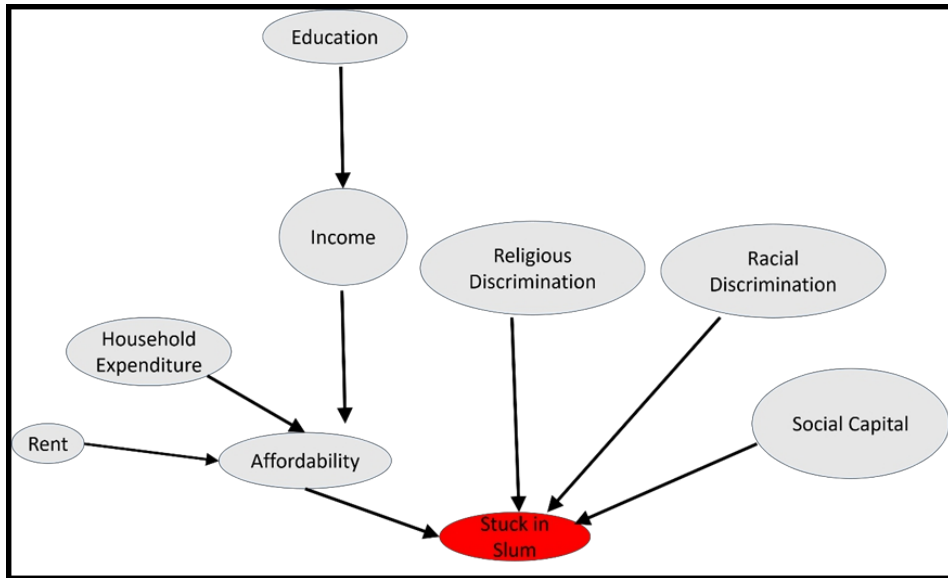 Education
Income
Religious
Discrimination
Racial
Discrimination
Household
Expenditure
Social Capital
Rent
Affordability
Stuck in
Slum